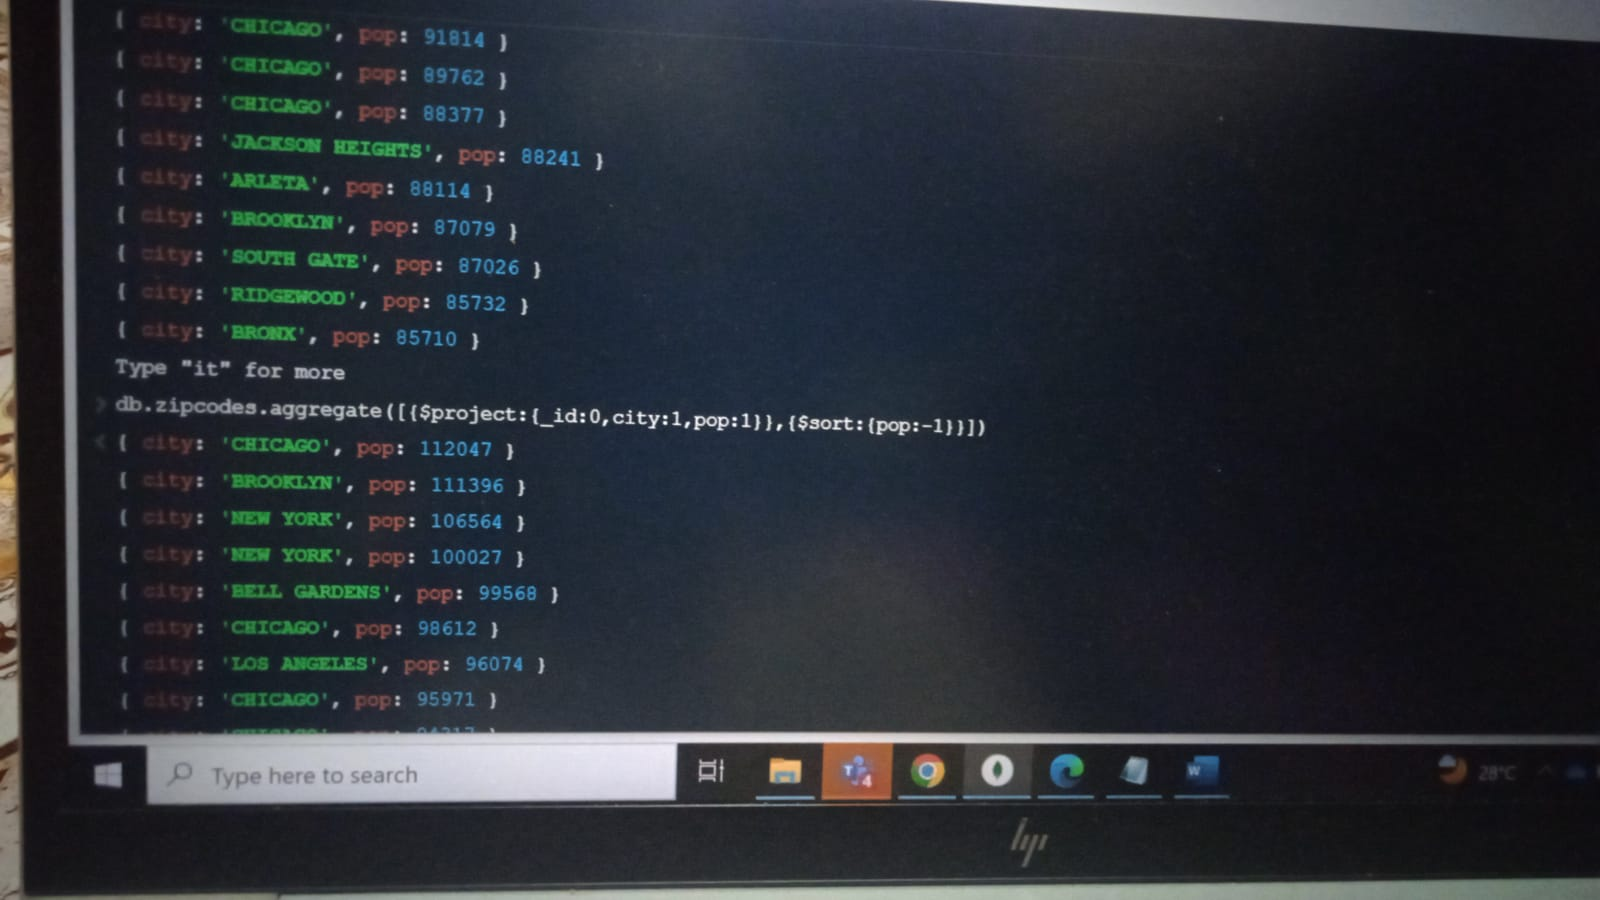 { city: 'CHICAGO', pop: 91814 }
{ city: 'CHICAGO', pop: 89762 }
{ city: 'CHICAGO', pop: 88377 }
{ city: 'JACKSON HEIGHTS', pop: 88241 }
{ city: 'ARLETA', pop: 88114 }
{ city: 'BROOKLYN', pop: 87079 }
{ city: 'SOUTH GATE', pop: 87026 }
{ city: 'RIDGEWOOD', pop: 85732 }
{ city: 'BRONX', pop: 85710 }
Type "it" for more
> db.zipcodes.aggregate([{$project:{_id:0,city:1,pop:1}},{$sort:{pop:-1}}])
< { city: 'CHICAGO', pop: 112047 }
{ city: 'BROOKLYN', pop: 111396 }
{ city: 'NEW YORK', pop: 106564 }
{ city: 'NEW YORK', pop: 100027 }
{ city: 'BELL GARDENS', pop: 99568 }
{ city: 'CHICAGO', pop: 98612 }
{ city: 'LOS ANGELES', pop: 96074 }
{ city: 'CHICAGO', pop: 95971 }
Type here to search
4
28°C
hp